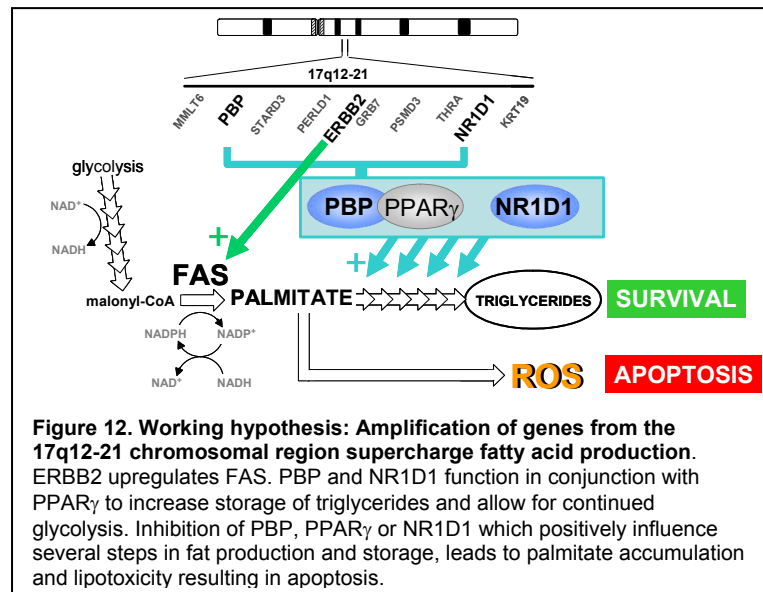 17q12-21
MMLT6
PBP
STARD3
PERLD1
ERBB2
GRB7
PSMD3
THRA
NR1D1
KRT19
glycolysis
NAD+
NADH
PBP
PPARγ
NR1D1
+
+
FAS
malonyl-CoA
PALMITATE
TRIGLYCERIDES
SURVIVAL
NADPH
NADP+
NAD+
NADH
ROS
APOPTOSIS
Figure 12. Working hypothesis: Amplification of genes from the
17q12-21 chromosomal region supercharge fatty acid production.
ERBB2 upregulates FAS. PBP and NR1D1 function in conjunction with
PPARγ to increase storage of triglycerides and allow for continued
glycolysis. Inhibition of PBP, PPARγ or NR1D1 which positively influence
several steps in fat production and storage, leads to palmitate accumulation
and lipotoxicity resulting in apoptosis.